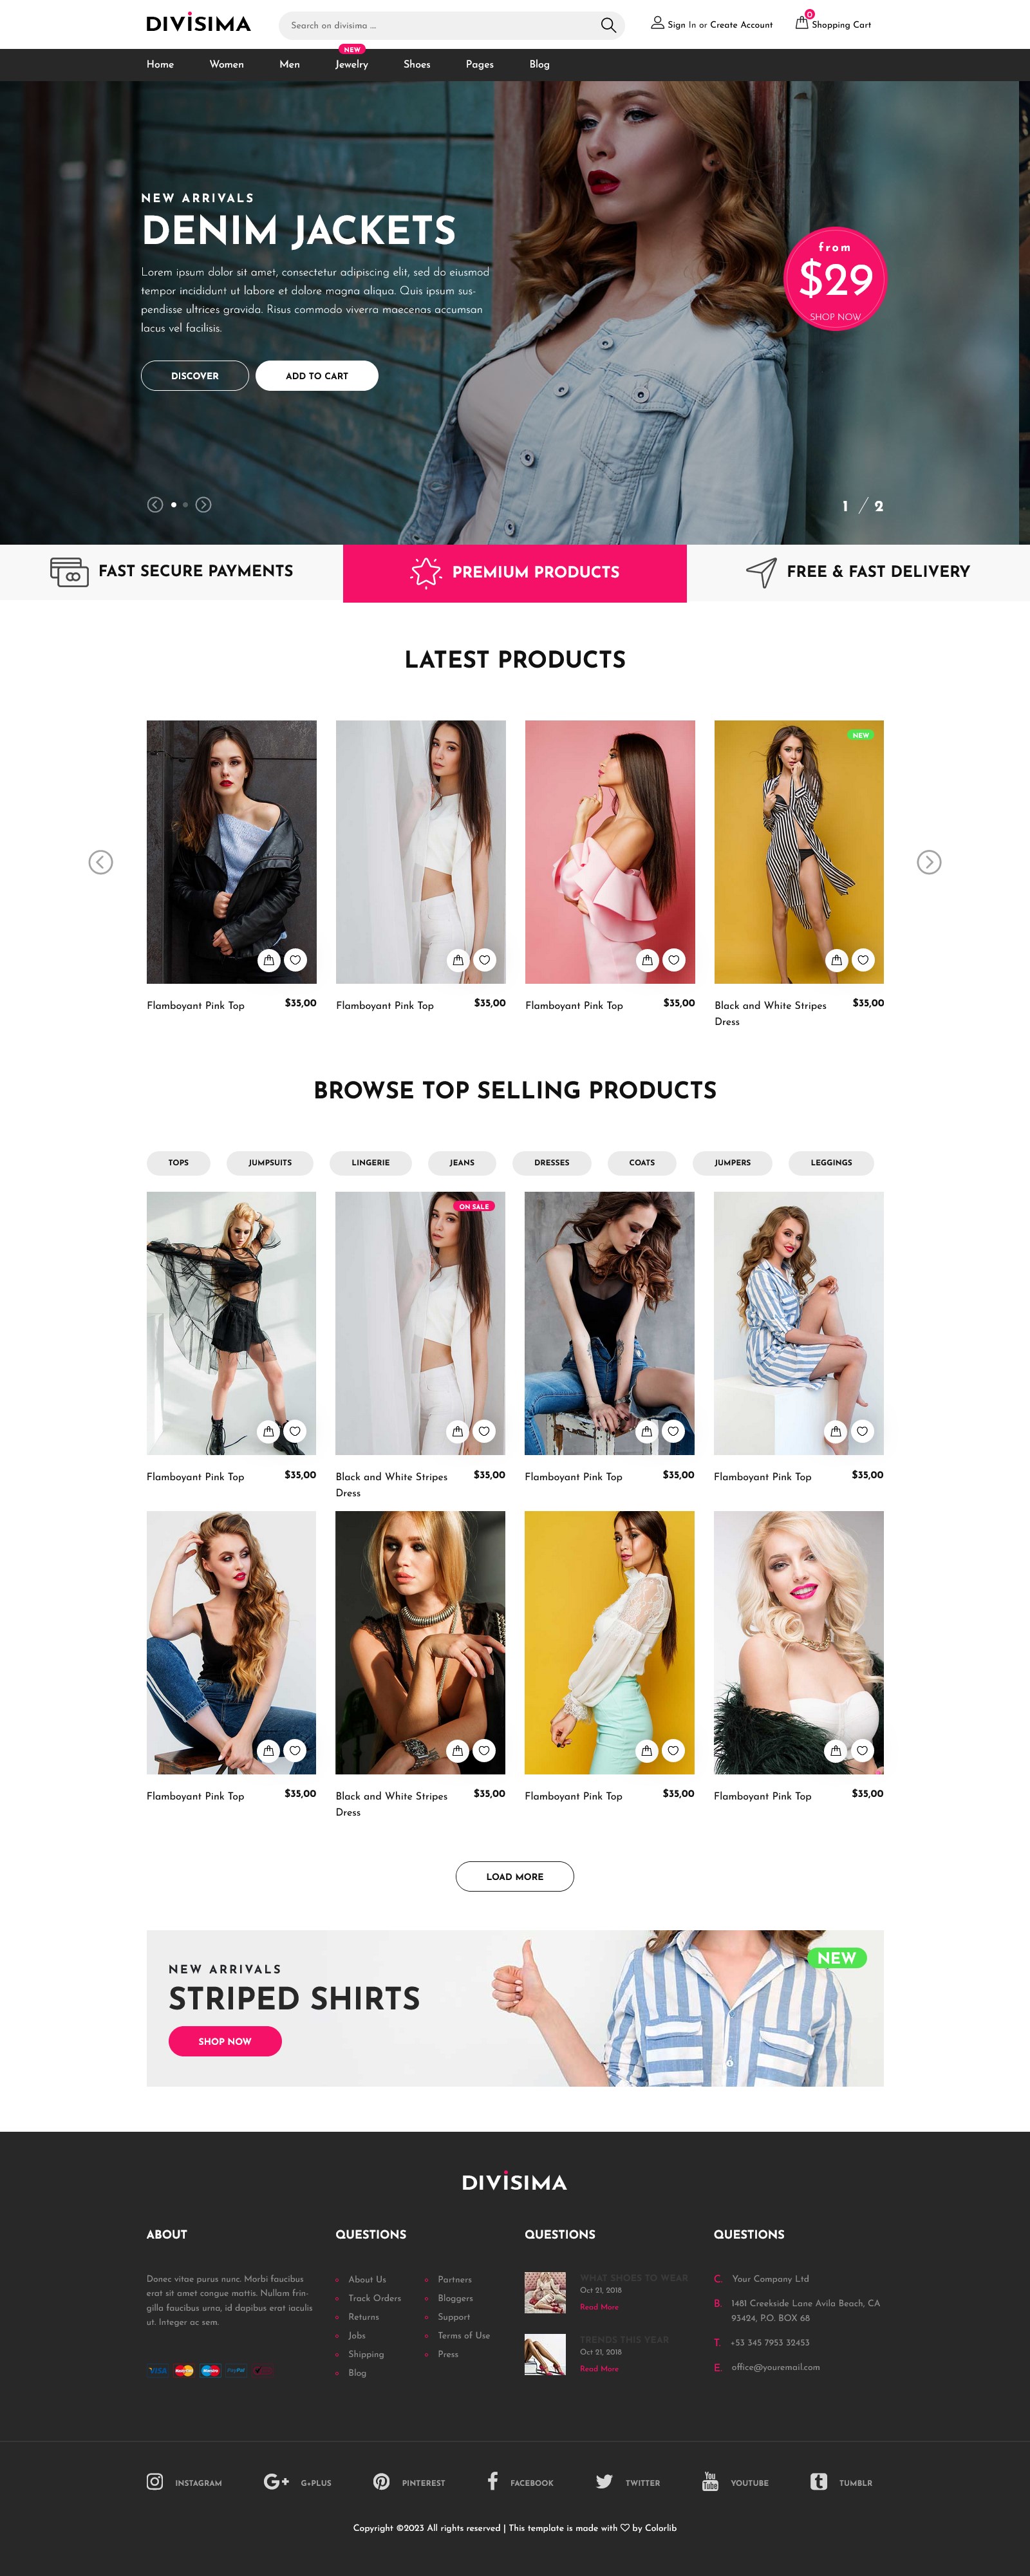 DIVISIMA
Search on divisima ....
Sign In or Create Account
0
Shopping Cart
NEW
Home
Women
Men
Jewelry
Shoes
Pages
Blog
NEW ARRIVALS
DENIM JACKETS
Lorem ipsum dolor sit amet, consectetur adipiscing elit, sed do eiusmod
tempor incididunt ut labore et dolore magna aliqua. Quis ipsum sus-
pendisse ultrices gravida. Risus commodo viverra maecenas accumsan
lacus vel facilisis.
DISCOVER
ADD TO CART
from
$29
SHOP NOW
1 / 2
FAST SECURE PAYMENTS
PREMIUM PRODUCTS
FREE & FAST DELIVERY
LATEST PRODUCTS
NEW
Flamboyant Pink Top
$35,00
Flamboyant Pink Top
$35,00
Flamboyant Pink Top
$35,00
Black and White Stripes
Dress
$35,00
BROWSE TOP SELLING PRODUCTS
TOPS
JUMPSUITS
LINGERIE
JEANS
DRESSES
COATS
JUMPERS
LEGGINGS
ON SALE
Flamboyant Pink Top
$35,00
Black and White Stripes
Dress
$35,00
Flamboyant Pink Top
$35,00
Flamboyant Pink Top
$35,00
Flamboyant Pink Top
$35,00
Black and White Stripes
Dress
$35,00
Flamboyant Pink Top
$35,00
Flamboyant Pink Top
$35,00
LOAD MORE
NEW ARRIVALS
STRIPED SHIRTS
SHOP NOW
NEW
DIVISIMA
ABOUT
Donec vitae purus nunc. Morbi faucibus
erat sit amet congue mattis. Nullam frin-
gilla faucibus urna, id dapibus erat iaculis
ut. Integer ac sem.
VISA
MasterCard
Maestro
PayPal
QUESTIONS
About Us
Track Orders
Returns
Jobs
Shipping
Blog
Partners
Bloggers
Support
Terms of Use
Press
QUESTIONS
WHAT SHOES TO WEAR
Oct 21, 2018
Read More
TRENDS THIS YEAR
Oct 21, 2018
Read More
QUESTIONS
C. Your Company Ltd
B. 1481 Creekside Lane Avila Beach, CA
93424, P.O. BOX 68
T. +53 345 7953 32453
E. office@youremail.com
INSTAGRAM
G+PLUS
PINTEREST
FACEBOOK
TWITTER
You Tube
YOUTUBE
TUMBLR
Copyright ©2023 All rights reserved | This template is made with ♡ by Colorlib